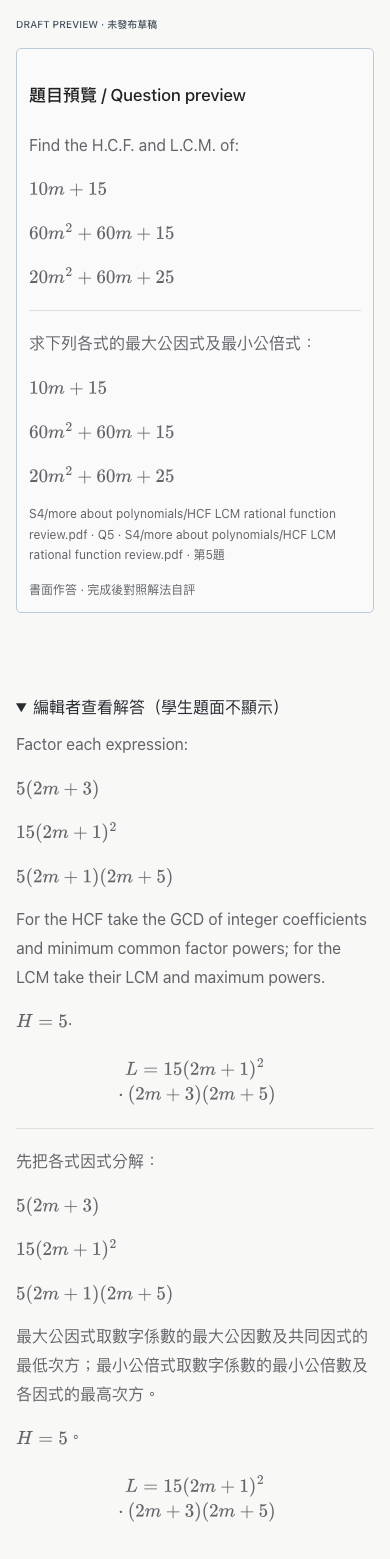 DRAFT PREVIEW · 未發布草稿
題目預覽 / Question preview
Find the H.C.F. and L.C.M. of:
10m + 15
60m² + 60m + 15
20m² + 60m + 25
求下列各式的最大公因式及最小公倍式：
10m + 15
60m² + 60m + 15
20m² + 60m + 25
S4/more about polynomials/HCF LCM rational function
review.pdf · Q5 · S4/more about polynomials/HCF LCM
rational function review.pdf · 第5題
書面作答 · 完成後對照解法自評
▼ 編輯者查看解答（學生題面不顯示）
Factor each expression:
5(2m + 3)
15(2m + 1)²
5(2m + 1)(2m + 5)
For the HCF take the GCD of integer coefficients
and minimum common factor powers; for the
LCM take their LCM and maximum powers.
H = 5.
L = 15(2m + 1)²
· (2m + 3)(2m + 5)
先把各式因式分解：
5(2m + 3)
15(2m + 1)²
5(2m + 1)(2m + 5)
最大公因式取數字係數的最大公因數及共同因式的
最低次方；最小公倍式取數字係數的最小公倍數及
各因式的最高次方。
H = 5。
L = 15(2m + 1)²
· (2m + 3)(2m + 5)